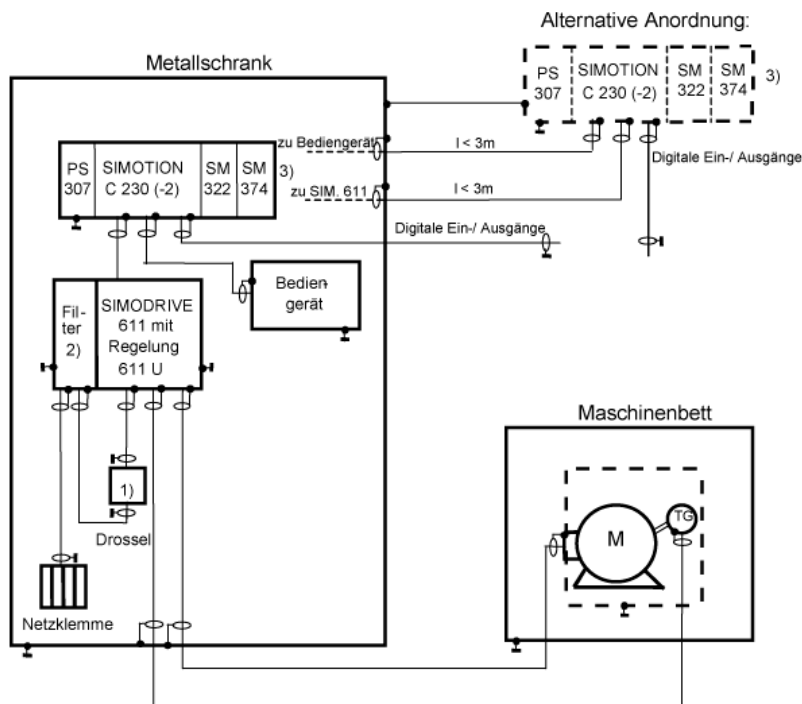 Alternative Anordnung:
Metallschrank
PS
307
SIMOTION
C 230 (-2)
SM
322
SM
374
3)
zu Bediengerät
l < 3m
Digitale Ein-/ Ausgänge
PS
307
SIMOTION
C 230 (-2)
SM
322
SM
374
3)
zu SIM. 611
l < 3m
Digitale Ein-/ Ausgänge
Bedien-
gerät
Fil-
ter
2)
SIMODRIVE
611 mit
Regelung
611 U
Maschinenbett
1)
Drossel
M
TG
Netzklemme